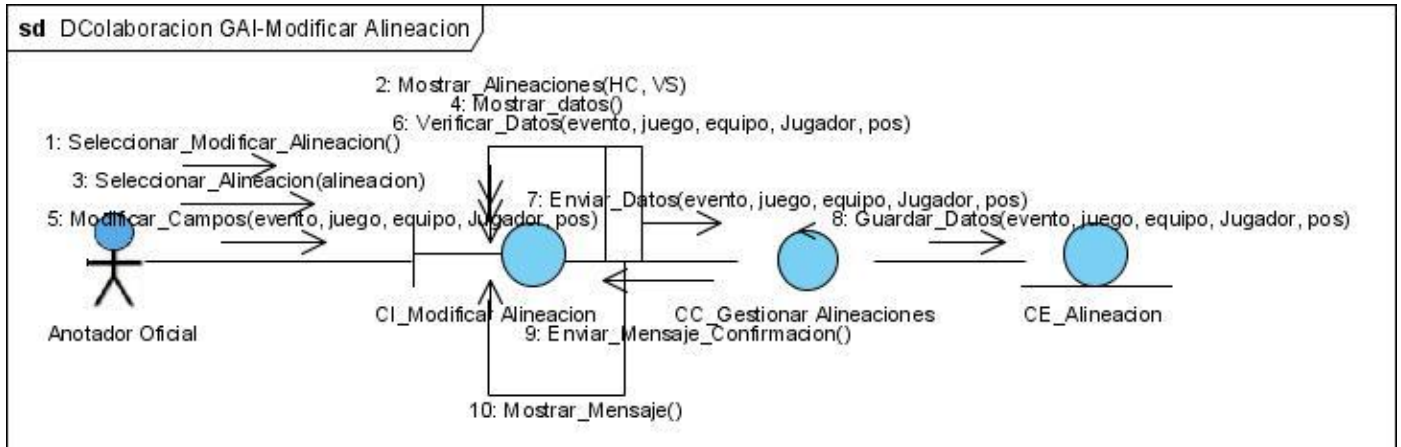 sd DColaboracion GAI-Modificar Alineacion
2: Mostrar_Alineaciones(HC, VS)
4: Mostrar_datos()
6: Verificar_Datos(evento, juego, equipo, Jugador, pos)
1: Seleccionar_Modificar_Alineacion()
3: Seleccionar_Alineacion(alineacion)
7: Enviar_Datos(evento, juego, equipo, Jugador, pos)
5: Modificar_Campos(evento, juego, equipo, Jugador, pos)
8: Guardar_Datos(evento, juego, equipo, Jugador, pos)
CI_Modificar Alineacion
CC_Gestionar Alineaciones
CE_Alineacion
Anotador Oficial
9: Enviar_Mensaje_Confirmacion()
10: Mostrar_Mensaje()